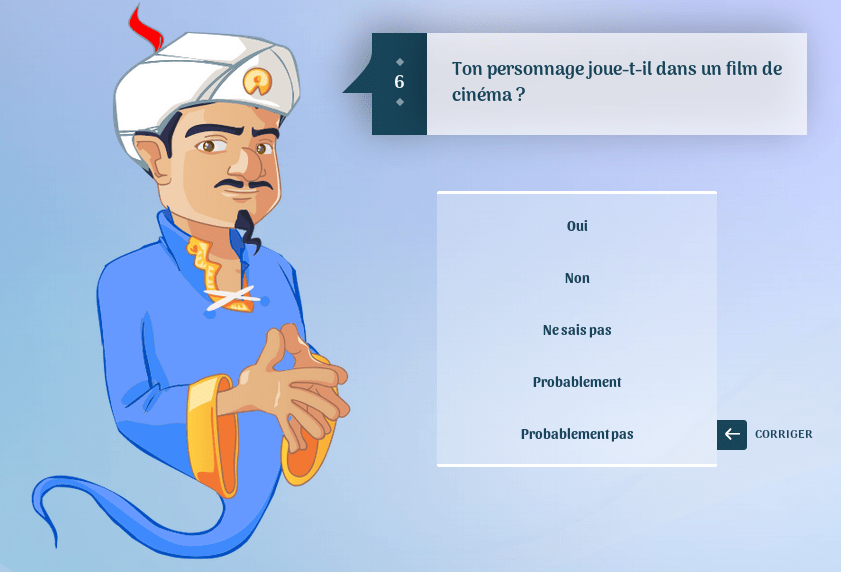 6
Ton personnage joue-t-il dans un film de
cinéma ?
Oui
Non
Ne sais pas
Probablement
Probablement pas
CORRIGER